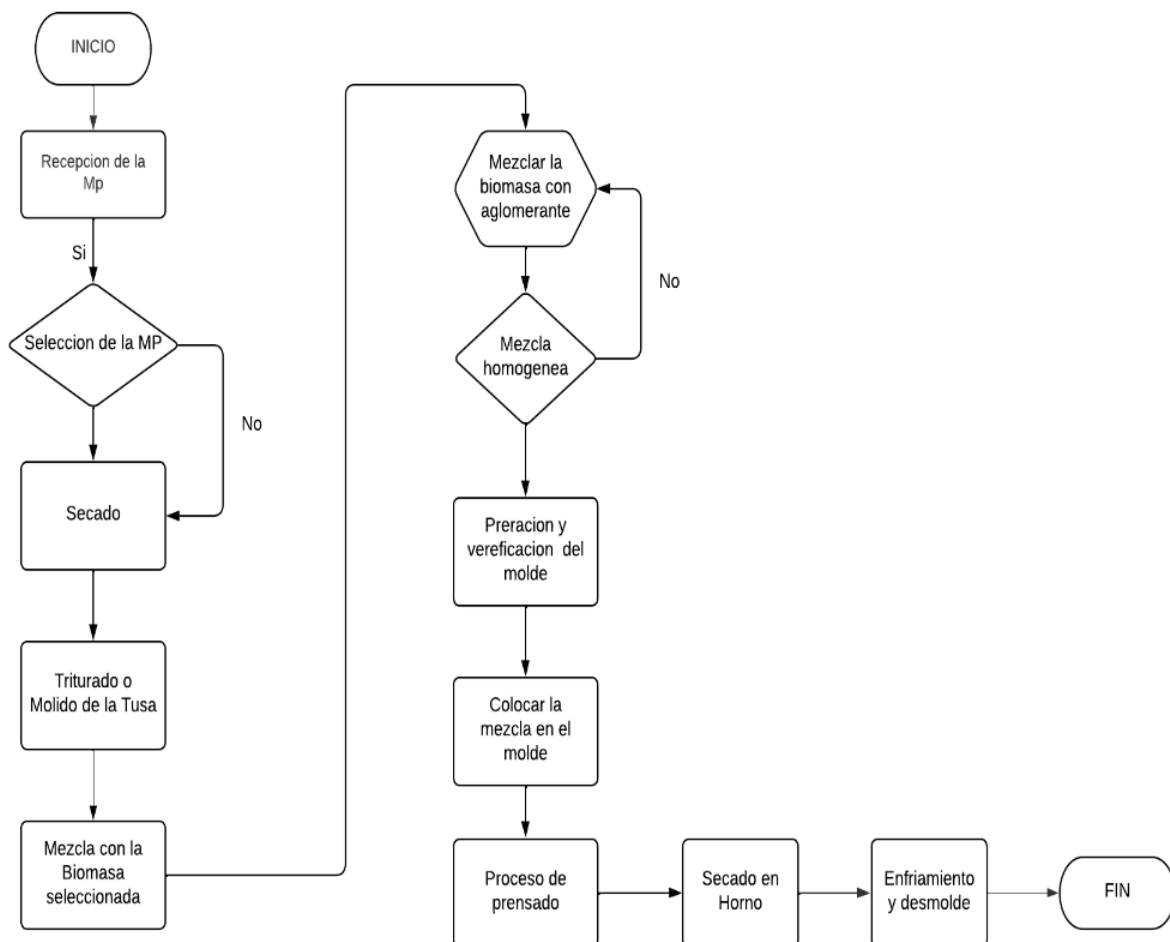 INICIO
Recepcion de la
Mp
Si
Seleccion de la MP
No
Secado
Triturado o
Molido de la Tusa
Mezcla con la
Biomasa
seleccionada
Mezclar la
biomasa con
aglomerante
No
Mezcla
homogenea
Preracion y
vereficacion del
molde
Colocar la
mezcla en el
molde
Proceso de
prensado
Secado en
Horno
Enfriamiento
y desmolde
FIN